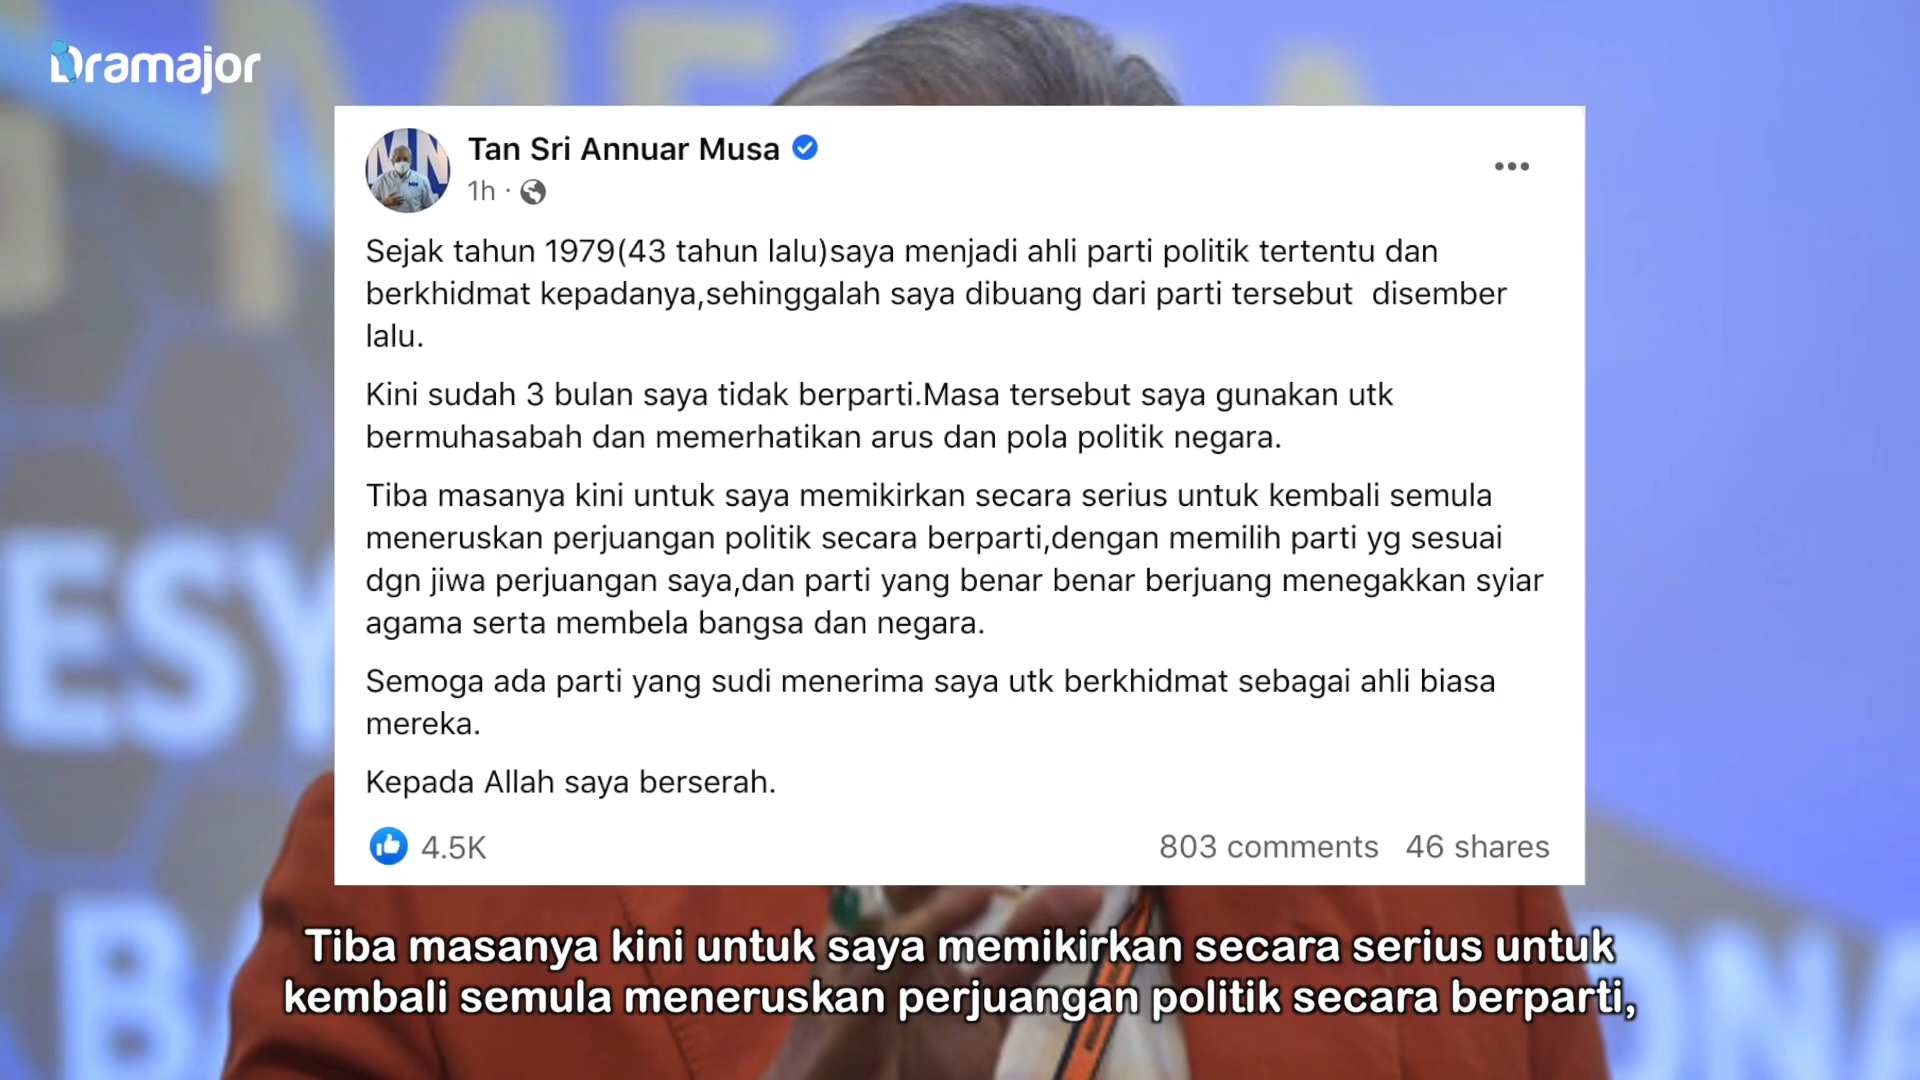 Dramajor
Tan Sri Annuar Musa
1h ·
Sejak tahun 1979(43 tahun lalu)saya menjadi ahli parti politik tertentu dan
berkhidmat kepadanya,sehinggalah saya dibuang dari parti tersebut  disember
lalu.
Kini sudah 3 bulan saya tidak berparti.Masa tersebut saya gunakan utk
bermuhasabah dan memerhatikan arus dan pola politik negara.
Tiba masanya kini untuk saya memikirkan secara serius untuk kembali semula
meneruskan perjuangan politik secara berparti,dengan memilih parti yg sesuai
dgn jiwa perjuangan saya,dan parti yang benar benar berjuang menegakkan syiar
agama serta membela bangsa dan negara.
Semoga ada parti yang sudi menerima saya utk berkhidmat sebagai ahli biasa
mereka.
Kepada Allah saya berserah.
4.5K
803 comments 46 shares
Tiba masanya kini untuk saya memikirkan secara serius untuk
kembali semula meneruskan perjuangan politik secara berparti,